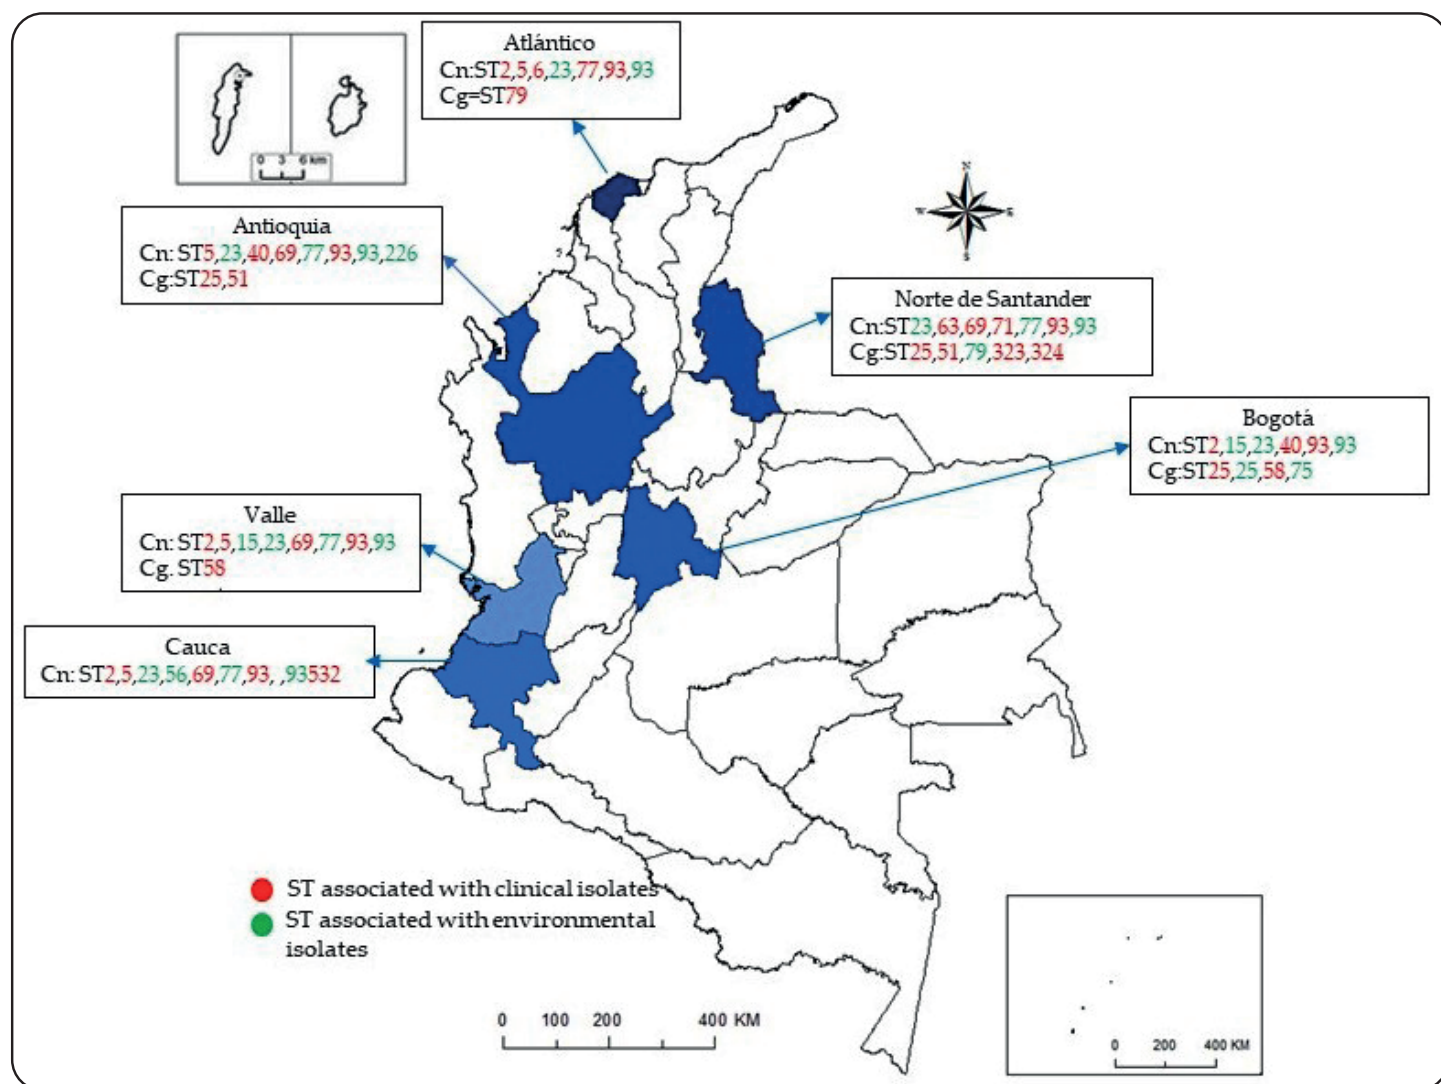 Atlántico
Cn:ST2,5,6,23,77,93,93
Cg=ST79
0 3 6 km
Antioquia
Cn: ST5,23,40,69,77,93,93,226
Cg:ST25,51
N
W E
S
Norte de Santander
Cn:ST23,63,69,71,77,93,93
Cg:ST25,51,79,323,324
Bogotá
Cn:ST2,15,23,40,93,93
Cg:ST25,25,58,75
Valle
Cn: ST2,5,15,23,69,77,93,93
Cg. ST58
Cauca
Cn: ST2,5,23,56,69,77,93, ,93532
ST associated with clinical isolates
ST associated with environmental
isolates
0 100 200 400 KM
0 200 400 KM